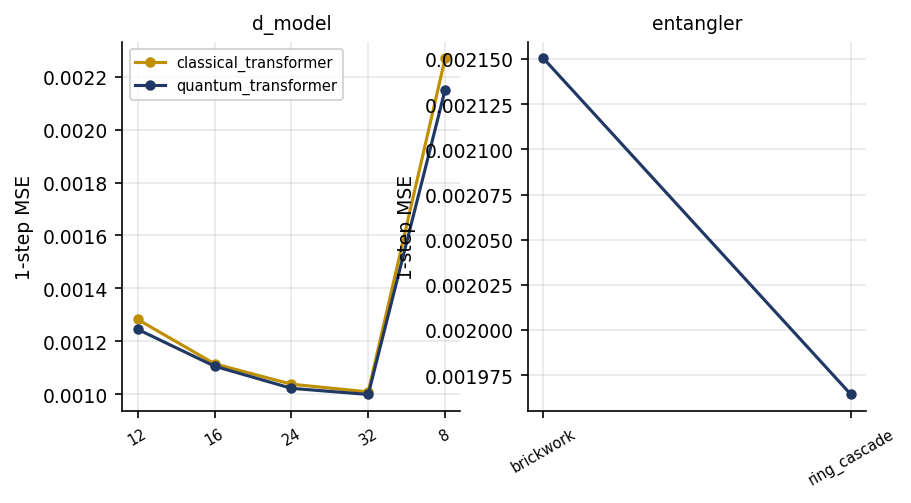 d_model
classical_transformer
quantum_transformer
1-step MSE
0.0022
0.0020
0.0018
0.0016
0.0014
0.0012
0.0010
12
16
24
32
8
entangler
1-step MSE
0.002150
0.002125
0.002100
0.002075
0.002050
0.002025
0.002000
0.001975
brickwork
ring_cascade